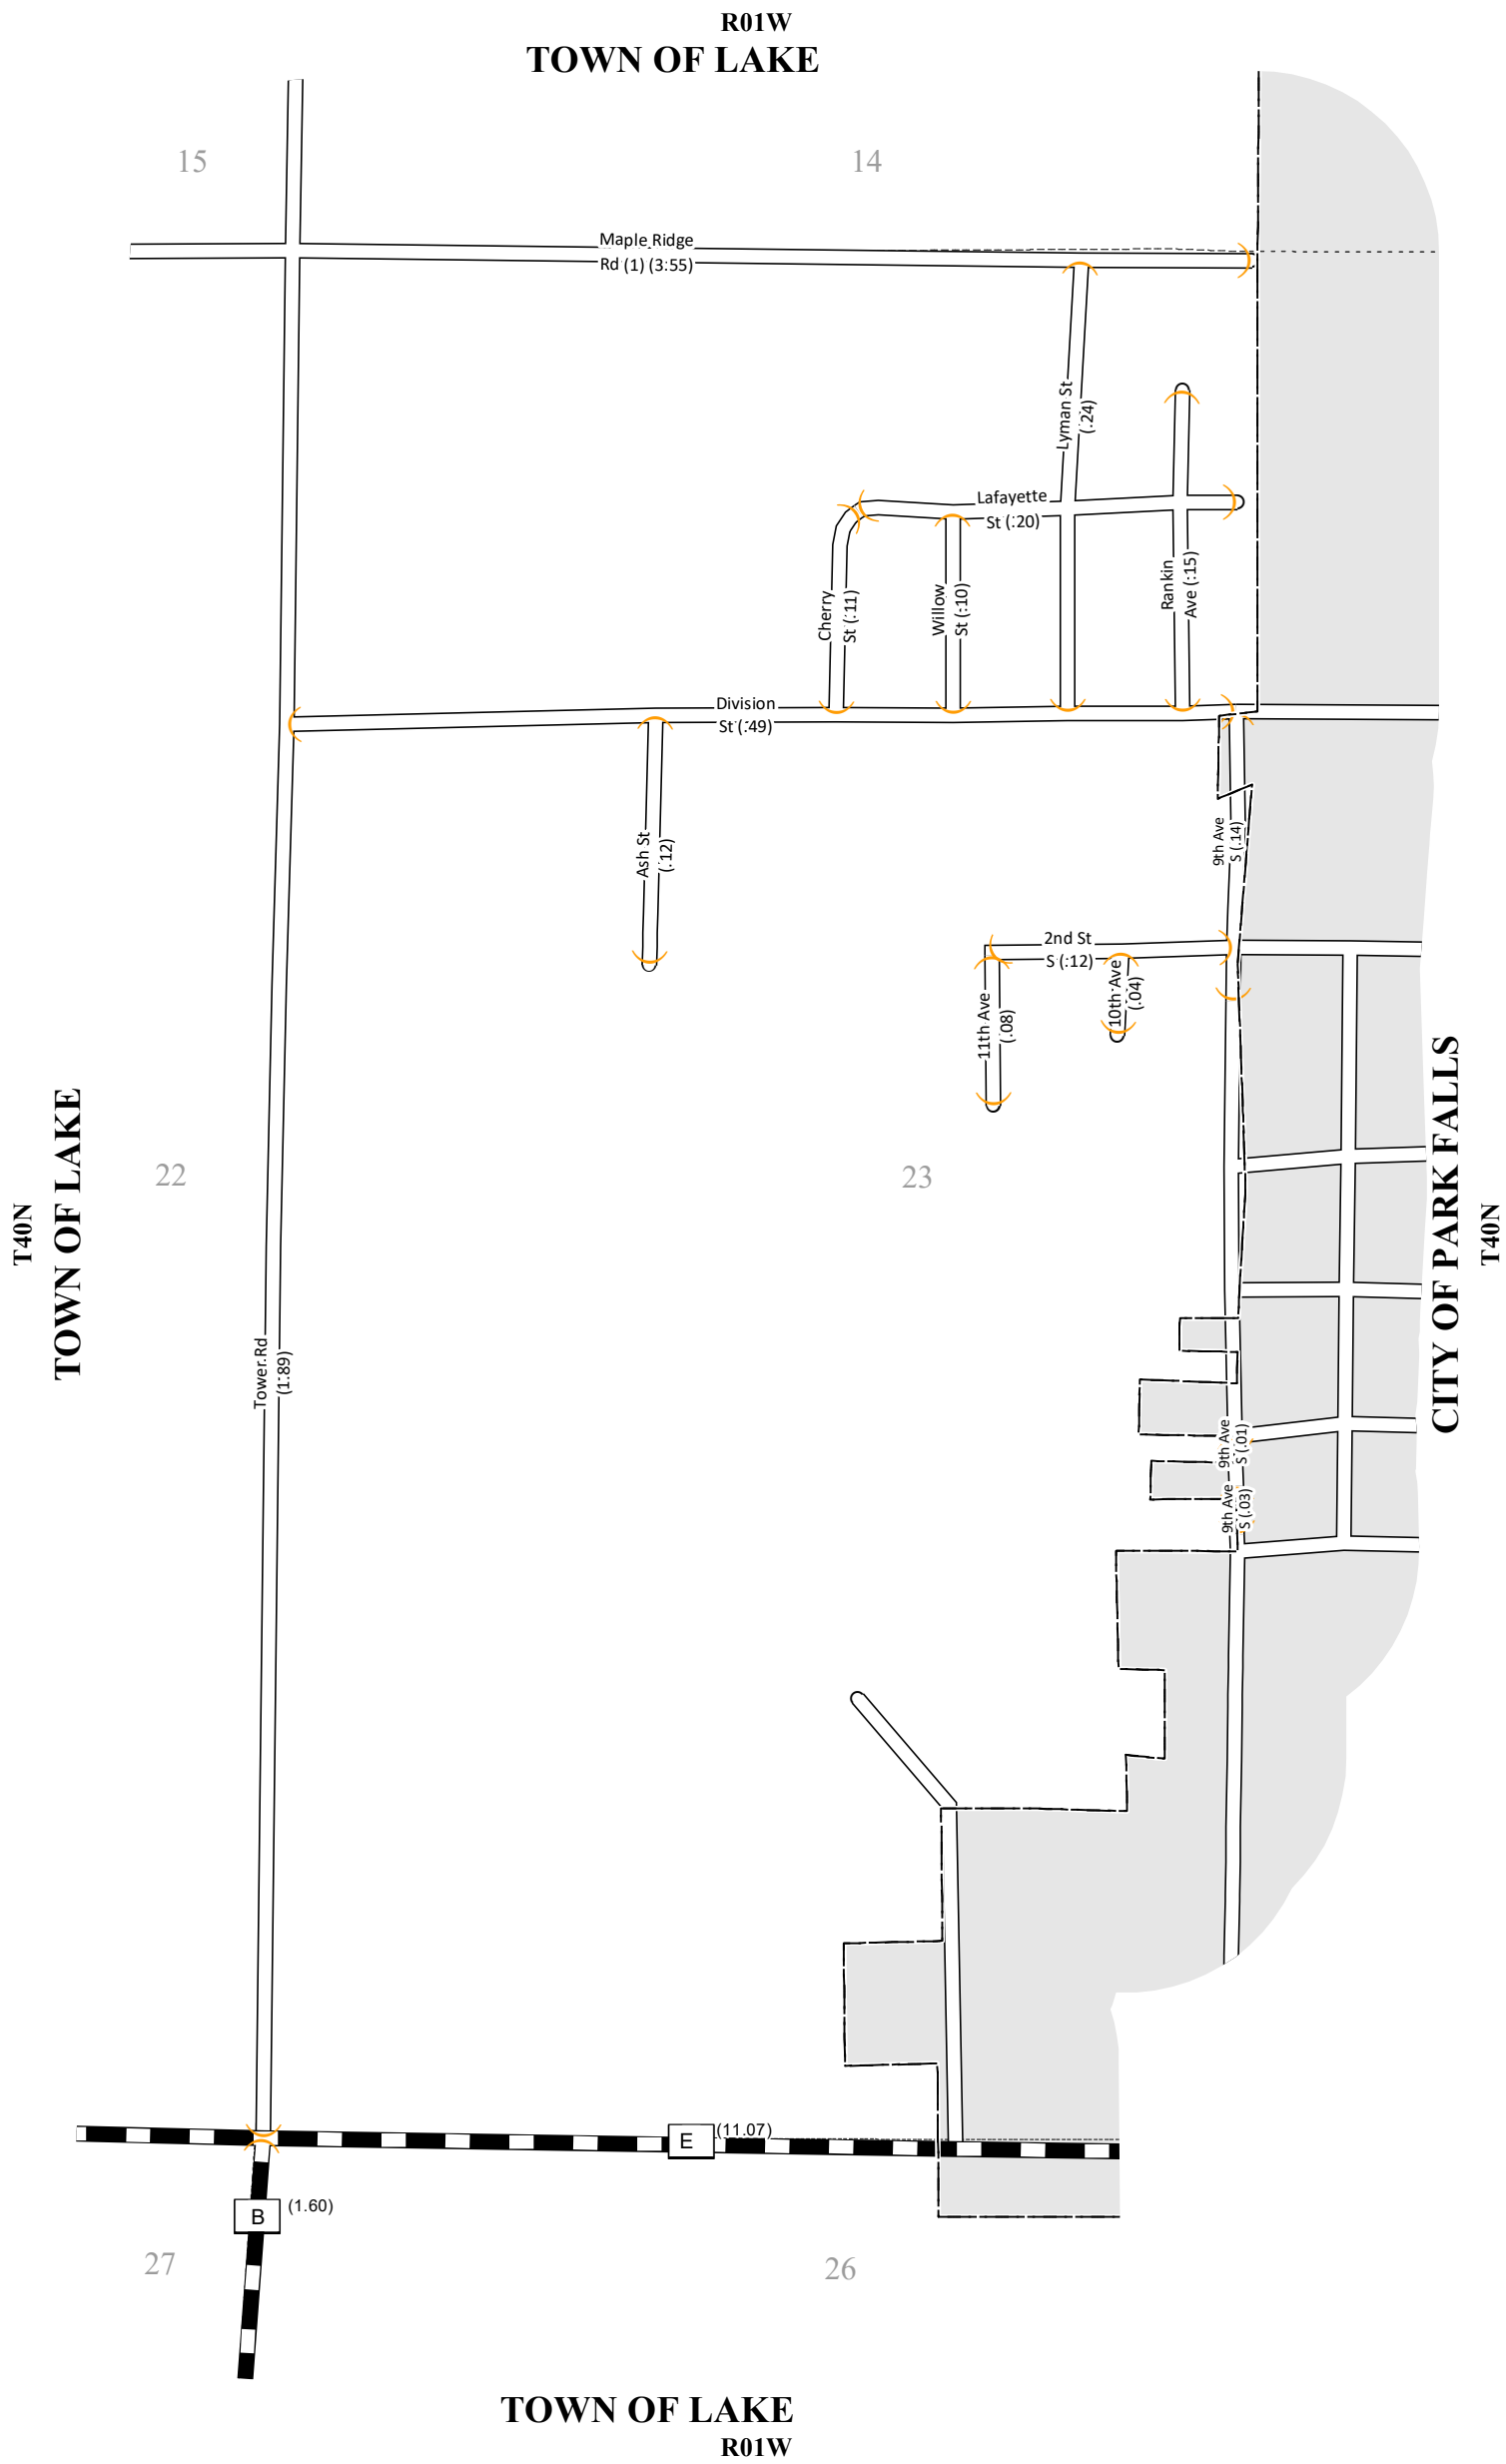 R01W
TOWN OF LAKE
15
14
Maple Ridge
Rd (1) (3.55)
Lyman St
(.24)
Lafayette
St (.20)
Cherry
St (.11)
Willow
St (.10)
Rankin
Ave (.15)
Division
St (.49)
Ash St
(.12)
9th Ave
S (.14)
2nd St
S (.12)
11th Ave
(.08)
10th Ave
(.04)
T40N
TOWN OF LAKE
22
23
CITY OF PARK FALLS
T40N
Tower Rd
(1.89)
9th Ave
S (.01)
9th Ave
S (.03)
E
(11.07)
B
(1.60)
27
26
TOWN OF LAKE
R01W